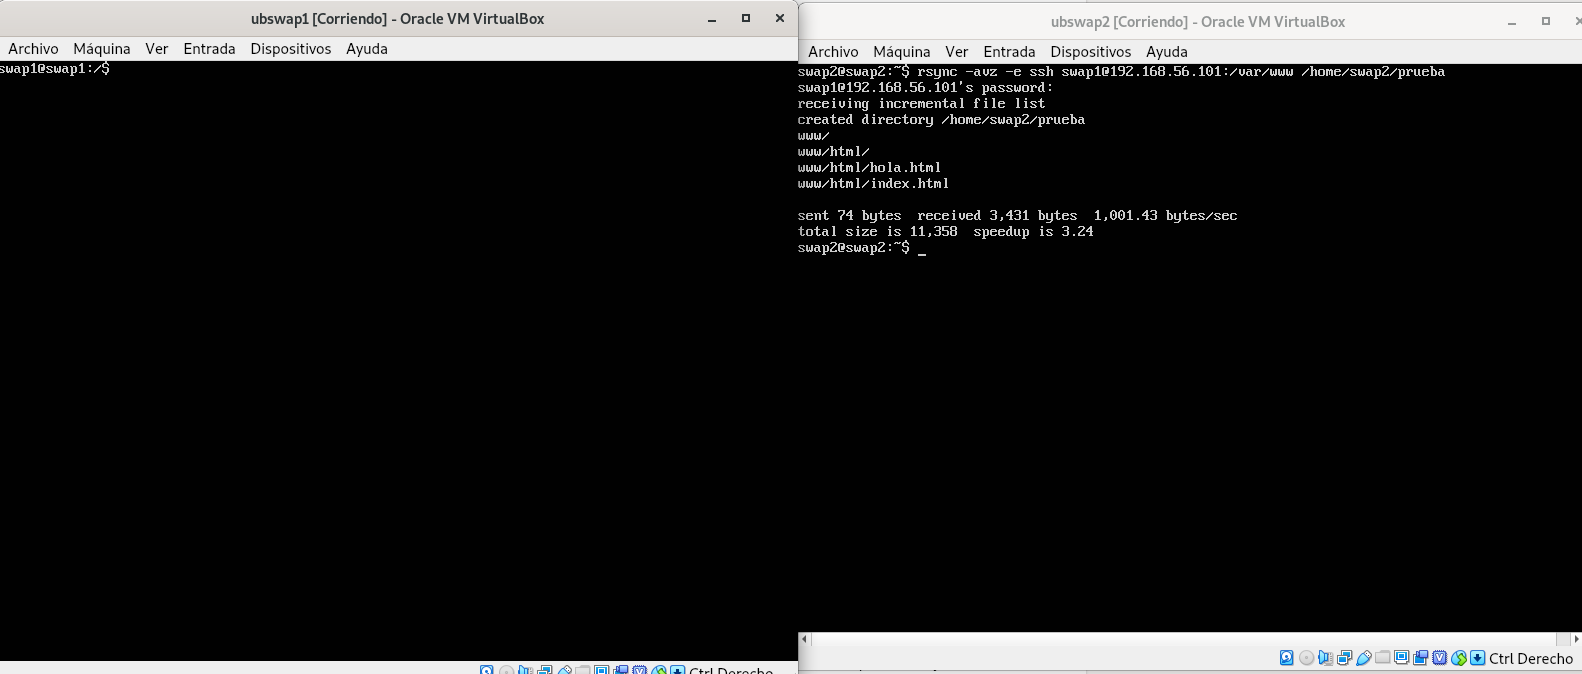 ubswap1 [Corriendo] - Oracle VM VirtualBox
Archivo Máquina Ver Entrada Dispositivos Ayuda
swap1@swap1:/$
Ctrl Derecho
ubswap2 [Corriendo] - Oracle VM VirtualBox
Archivo Máquina Ver Entrada Dispositivos Ayuda
swap2@swap2:~$ rsync -avz -e ssh swap1@192.168.56.101:/var/www /home/swap2/prueba
swap1@192.168.56.101's password:
receiving incremental file list
created directory /home/swap2/prueba
www/
www/html/
www/html/hola.html
www/html/index.html
sent 74 bytes  received 3,431 bytes  1,001.43 bytes/sec
total size is 11,358  speedup is 3.24
swap2@swap2:~$ _
Ctrl Derecho